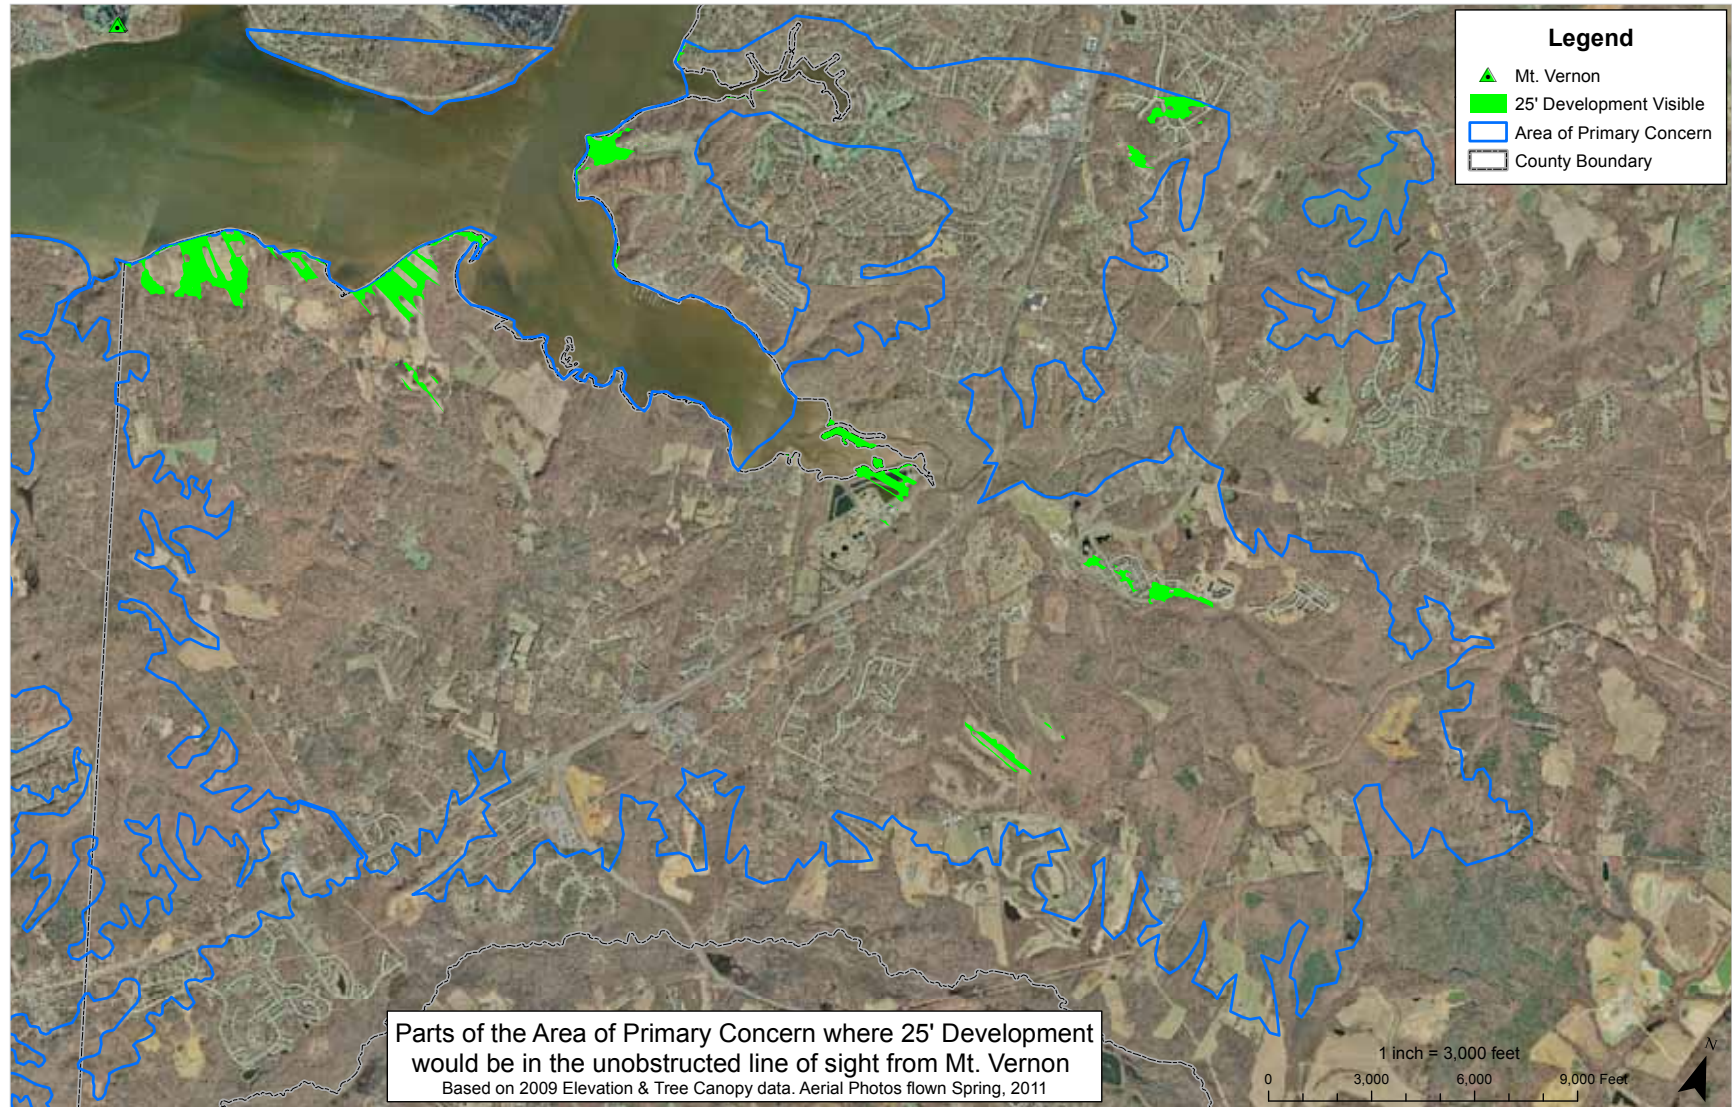 Legend
Mt. Vernon
25' Development Visible
Area of Primary Concern
County Boundary
Parts of the Area of Primary Concern where 25' Development
would be in the unobstructed line of sight from Mt. Vernon
Based on 2009 Elevation & Tree Canopy data. Aerial Photos flown Spring, 2011
1 inch = 3,000 feet
0 3,000 6,000 9,000 Feet
N